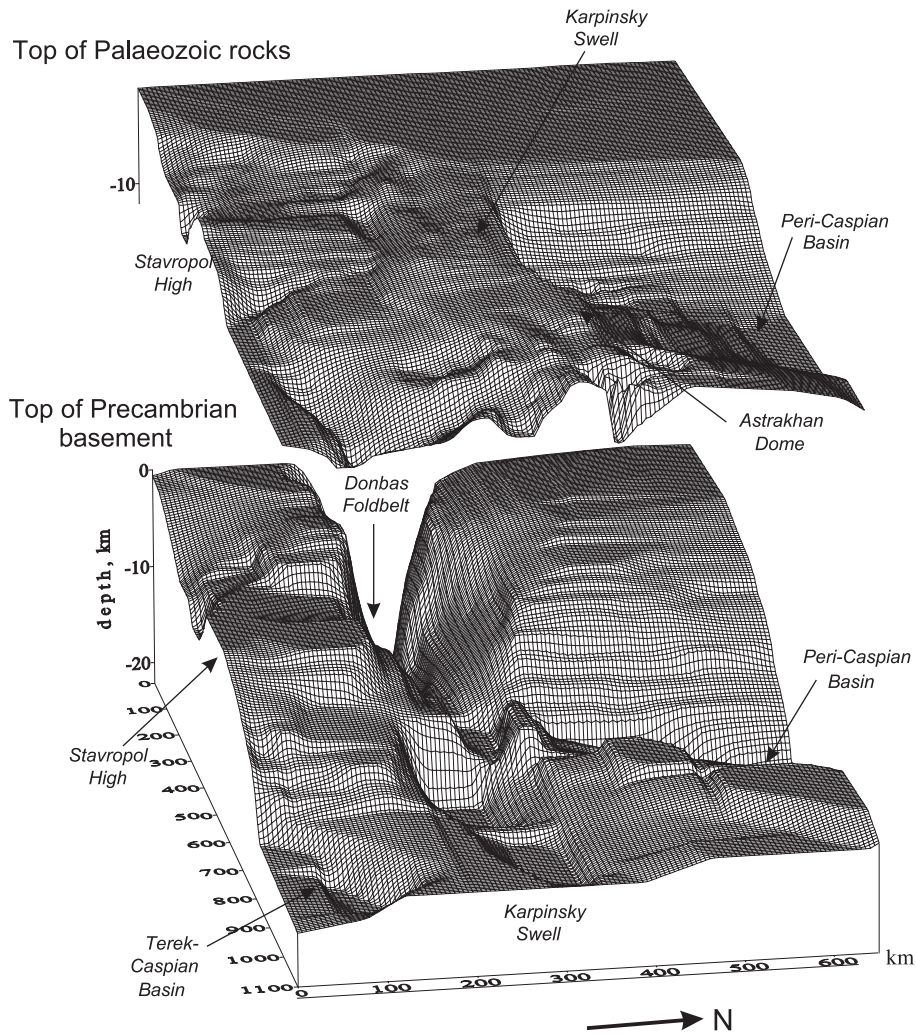 Karpinsky
Swell
Top of Palaeozoic rocks
-10
Peri-Caspian
Basin
Stavropol
High
Top of Precambrian
basement
Astrakhan
Dome
0
Donbas
Foldbelt
-10
depth, km
-20
Peri-Caspian
Basin
0
100
200
300
400
500
600
700
800
900
1000
1100
Stavropol
High
Terek-
Caspian
Basin
Karpinsky
Swell
0
100
200
300
400
500
600
km
N